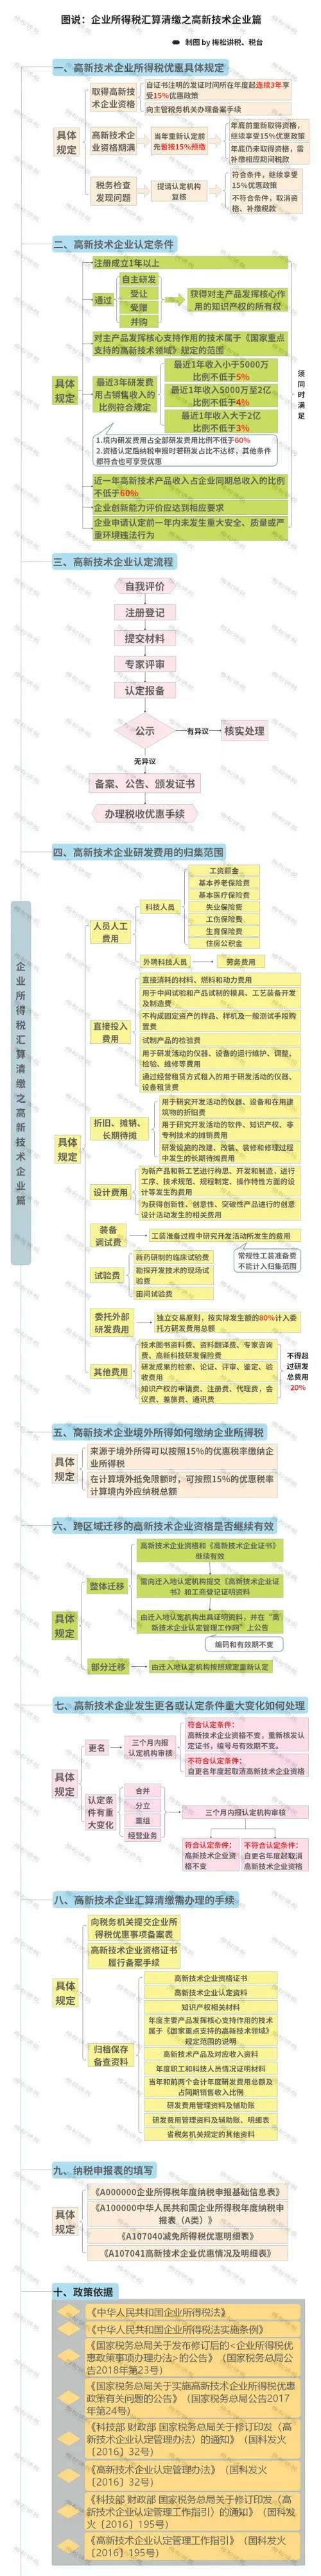 图说：企业所得税汇算清缴之高新技术企业篇
制图 by 梅松讲税、税台
企业所得税汇算清缴之高新技术企业篇
一、高新技术企业所得税优惠具体规定
具体
规定
取得高新技
术企业资格
自证书注明的发证时间所在年度起连续3年享
受15%优惠政策
向主管税务机关办理备案手续
高新技术企
业资格期满
当年重新认定前
先暂按15%预缴
年底前重新取得资格，
继续享受15%优惠政策
年底仍未取得资格，需
补缴相应期间税款
税务检查
发现问题
提请认定机构
复核
符合条件，继续享受
15%优惠政策
不符合条件，取消资
格、补缴税款
二、高新技术企业认定条件
具体
规定
注册成立1年以上
通过
自主研发
受让
受赠
并购
获得对主产品发挥核心作
用的知识产权的所有权
对主产品发挥核心支持作用的技术属于《国家重点
支持的高新技术领域》规定的范围
最近3年研发费
用占销售收入的
比例符合规定
最近1年收入小于5000万
比例不低于5%
最近1年收入5000万至2亿
比例不低于4%
最近1年收入大于2亿
比例不低于3%
1.境内研发费用占全部研发费用比例不低于60%
2.资格认定后纳税申报时若研发占比不达标，其他条件
都符合也可享受优惠
近一年高新技术产品收入占企业同期总收入的比例
不低于60%
企业创新能力评价应达到相应要求
企业申请认定前一年内未发生重大安全、质量或严
重环境违法行为
须同时满足
三、高新技术企业认定流程
自我评价
注册登记
提交材料
专家评审
认定报备
公示
有异议
核实处理
无异议
备案、公告、颁发证书
办理税收优惠手续
四、高新技术企业研发费用的归集范围
具体
规定
人员人工
费用
科技人员
工资薪金
基本养老保险费
基本医疗保险费
失业保险费
工伤保险费
生育保险费
住房公积金
外聘科技人员
劳务费用
直接投入
费用
直接消耗的材料、燃料和动力费用
用于中间试验和产品试制的模具、工艺装备开发
及制造费
不构成固定资产的样品、样机及一般测试手段购
置费
试制产品的检验费
用于研发活动的仪器、设备的运行维护、调整、
检验、维修等费用
通过经营租赁方式租入的用于研发活动的仪器、
设备租赁费
折旧、摊销、
长期待摊
用于研究开发活动的仪器、设备和在用建
筑物的折旧费
用于研究开发活动的软件、知识产权、非
专利技术的摊销费用
研发设施的改建、改装、装修和修理过程
中发生的长期待摊费用
设计费用
为新产品和新工艺进行构思、开发和制造，进行
工序、技术规范、规程制定、操作特性方面的设
计等发生的费用
为获得创新性、创意性、突破性产品进行的创意
设计活动发生的相关费用
装备
调试费
工装准备过程中研究开发活动所发生的费用
常规性工装准备费
不能计入归集范围
试验费
新药研制的临床试验费
勘探开发技术的现场试
验费
田间试验费
委托外部
研发费用
独立交易原则，按实际发生额的80%计入委
托方研发费用总额
其他费用
技术图书资料费、资料翻译费、专家咨询
费、高新科技研发保险费
研发成果的检索、论证、评审、鉴定、验
收费用
知识产权的申请费、注册费、代理费，会
议费、差旅费、通讯费
不得超
过研发
总费用
20%
五、高新技术企业境外所得如何缴纳企业所得税
具体
规定
来源于境外所得可以按照15%的优惠税率缴纳企
业所得税
在计算境外抵免限额时，可按照15%的优惠税率
计算境内外应纳税总额
六、跨区域迁移的高新技术企业资格是否继续有效
具体
规定
整体迁移
高新技术企业资格和《高新技术企业证书》
继续有效
需向迁入地认定机构提交《高新技术企业证
书》和工商登记证明资料
由迁入地认定机构出具证明资料，并在“高
新技术企业认定管理工作网”上公告
编码和有效期不变
部分迁移
由迁入地认定机构按照规定重新认定
七、高新技术企业发生更名或认定条件重大变化如何处理
具体
规定
更名
三个月内报
认定机构审核
符合认定条件：
高新技术企业资格不变，重新核发认
定证书，编号与有效期不变。
不符合认定条件：
自更名年度起取消高新技术企业资格
认定条
件有重
大变化
合并
分立
重组
经营业务
三个月内报认定机构审核
符合认定条件：
高新技术企业资
格不变
不符合认定条件：
自更名年度起取消
高新技术企业资格
八、高新技术企业汇算清缴需办理的手续
具体
规定
向税务机关提交企业所
得税优惠事项备案表
高新技术企业资格证书
履行备案手续
归档保存
备查资料
高新技术企业资格证书
高新技术企业认定资料
知识产权相关材料
年度主要产品发挥核心支持作用的技术
属于《国家重点支持的高新技术领域》
规定范围的说明
高新技术产品及对应收入资料
年度职工和科技人员情况证明材料
当年和前两个会计年度研发费用总额及
占同期销售收入比例
研发费用管理资料及辅助账
研发费用管理资料及辅助账、明细表
省税务机关规定的其他资料
九、纳税申报表的填写
具体
规定
《A000000企业所得税年度纳税申报基础信息表》
《A100000中华人民共和国企业所得税年度纳税申
报表（A类）》
《A107040减免所得税优惠明细表》
《A107041高新技术企业优惠情况及明细表》
十、政策依据
《中华人民共和国企业所得税法》
《中华人民共和国企业所得税法实施条例》
《国家税务总局关于发布修订后的<企业所得税优
惠政策事项办理办法>的公告》（国家税务总局公
告2018年第23号）
《国家税务总局关于实施高新技术企业所得税优惠
政策有关问题的公告》（国家税务总局公告2017
年第24号）
《科技部 财政部 国家税务总局关于修订印发〈高
新技术企业认定管理办法〉的通知》（国科发火
〔2016〕32号）
《高新技术企业认定管理办法》（国科发火
〔2016〕32号）
《科技部 财政部 国家税务总局关于修订印发〈高
新技术企业认定管理工作指引〉的通知》（国科发
火〔2016〕195号）
《高新技术企业认定管理工作指引》（国科发火
〔2016〕195号）